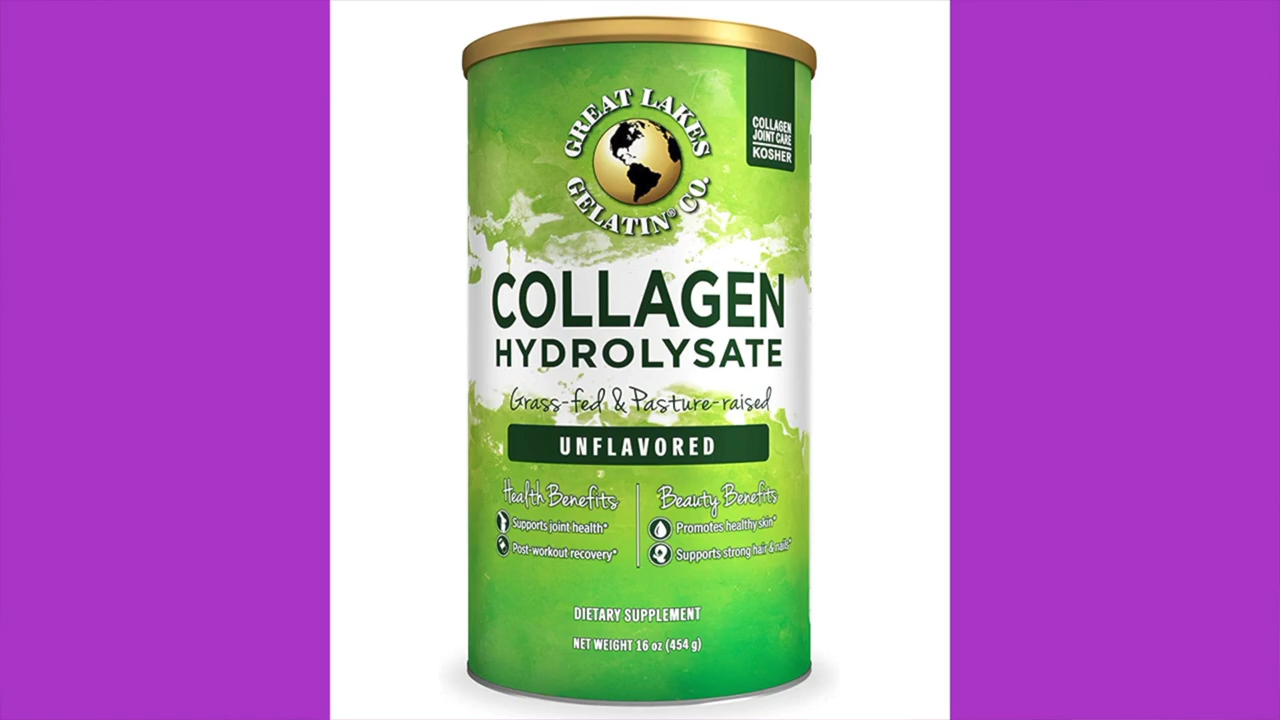 GREAT LAKES
GELATIN® CO.
COLLAGEN
JOINT CARE
KOSHER
COLLAGEN
HYDROLYSATE
Grass-fed & Pasture-raised
UNFLAVORED
Health Benefits
Supports joint health*
Post-workout recovery*
Beauty Benefits
Promotes healthy skin*
Supports strong hair & nails*
DIETARY SUPPLEMENT
NET WEIGHT 16 oz (454 g)